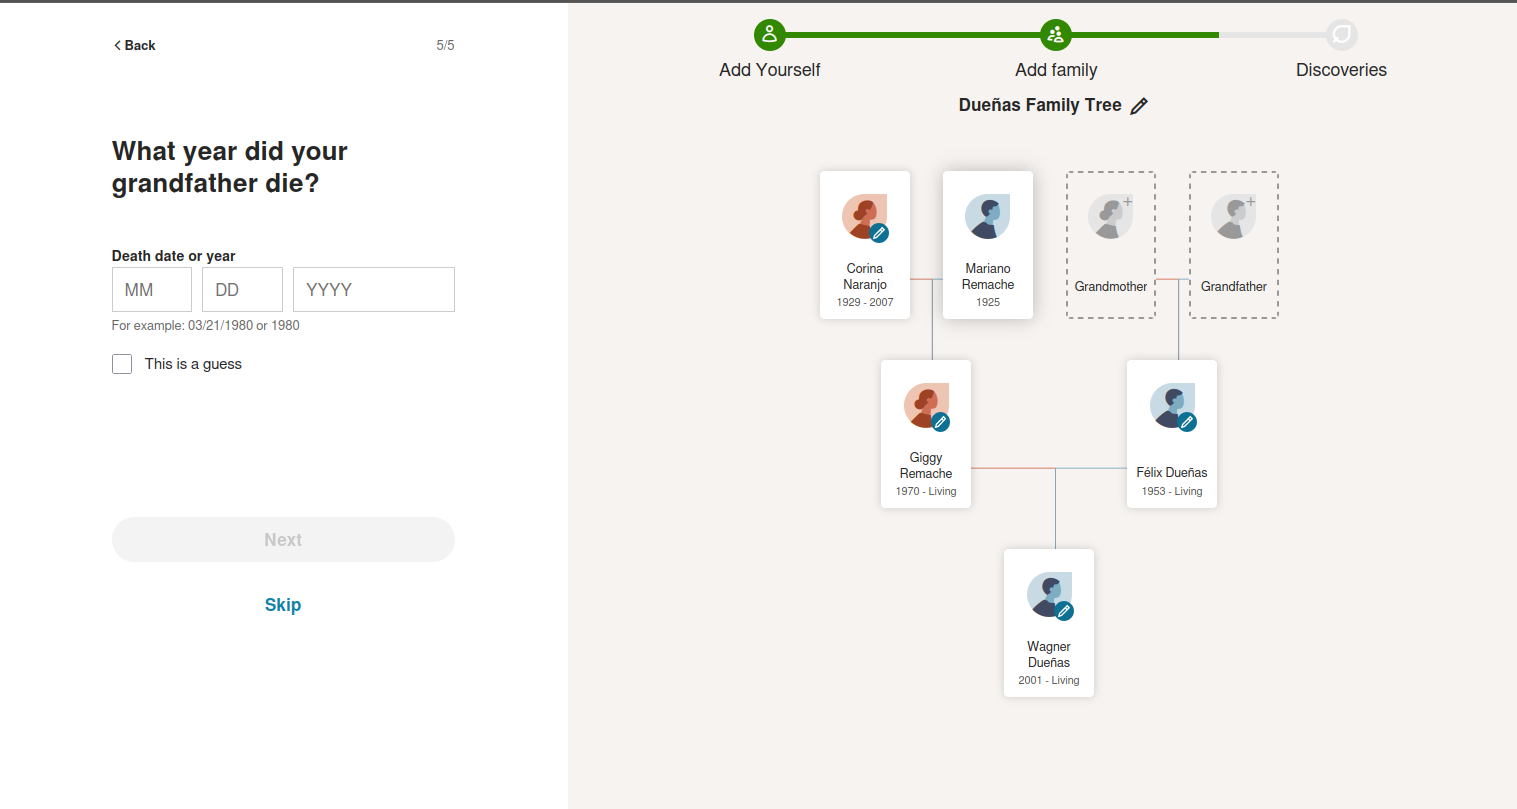 Back
5/5
What year did your
grandfather die?
Death date or year
MM
DD
YYYY
For example: 03/21/1980 or 1980
This is a guess
Next
Skip
Add Yourself
Add family
Discoveries
Dueñas Family Tree
Corina
Naranjo
1929 - 2007
Mariano
Remache
1925
Grandmother
Grandfather
Giggy
Remache
1970 - Living
Félix Dueñas
1953 - Living
Wagner
Dueñas
2001 - Living